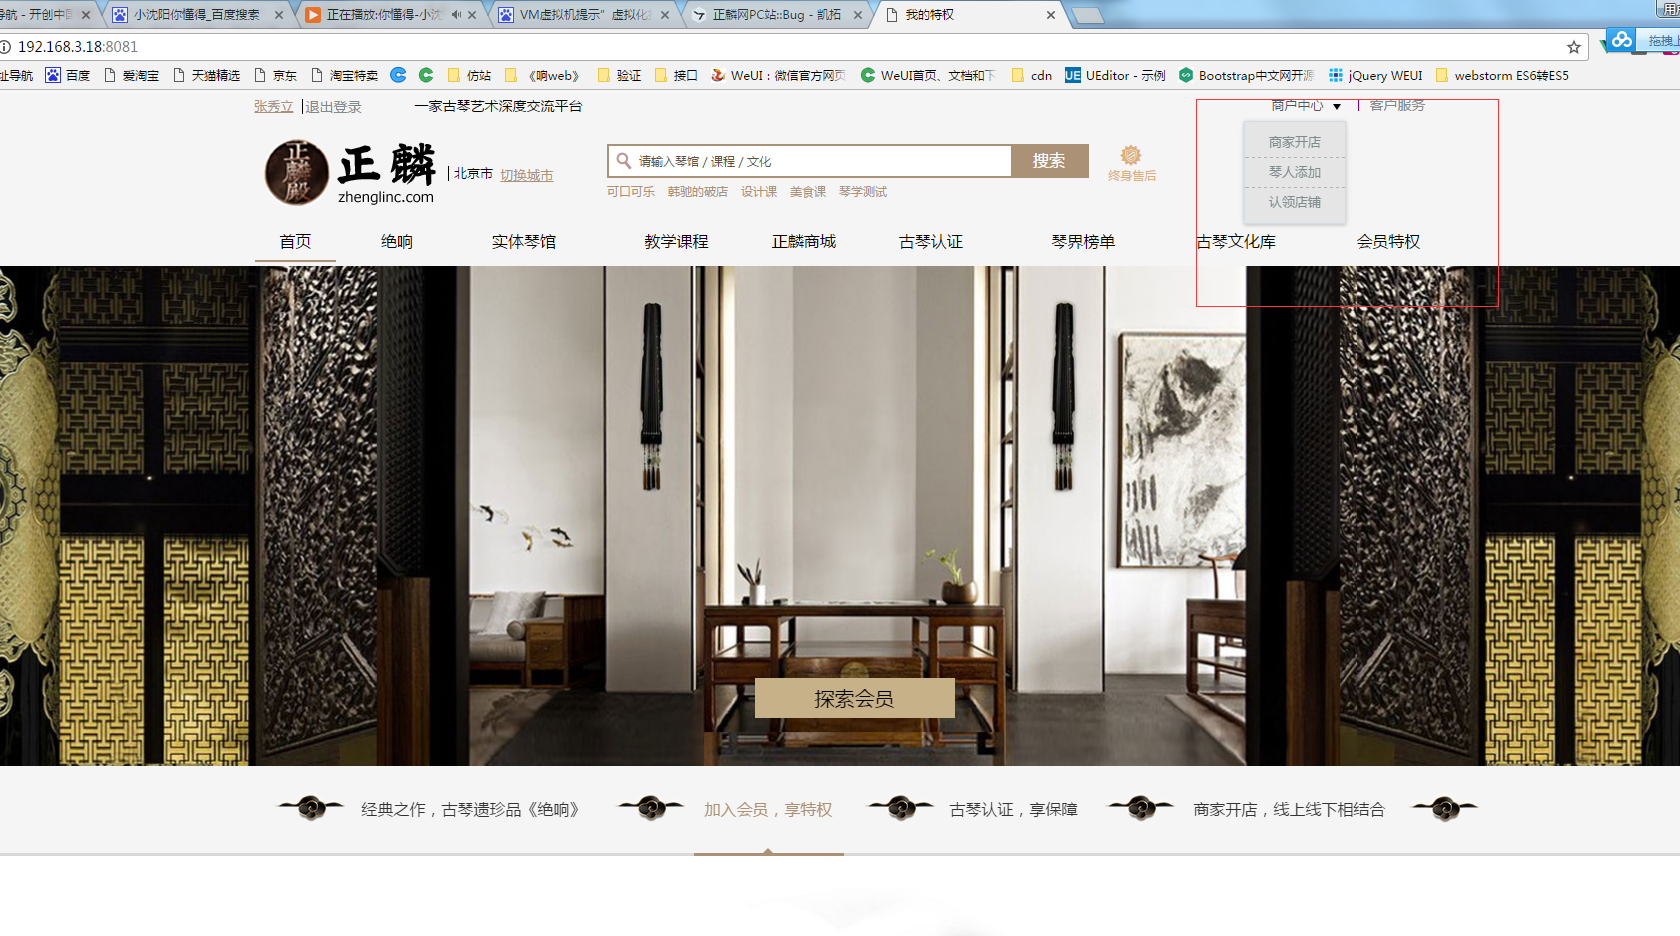 导航 - 开创中国
小沈阳你懂得_百度搜索
正在播放:你懂得-小沈
VM虚拟机提示“虚拟化
正麟网PC站::Bug - 凯拓
我的特权
192.168.3.18:8081
拖拽上
址导航
百度
爱淘宝
天猫精选
京东
淘宝特卖
仿站
《响web》
验证
接口
WeUI：微信官方网页
WeUI首页、文档和下
cdn
UEditor - 示例
Bootstrap中文网开源
jQuery WEUI
webstorm ES6转ES5
张秀立 |退出登录
一家古琴艺术深度交流平台
商户中心 ▼ | 客户服务
正麟殿
正麟
zhenglinc.com
北京市 切换城市
请输入琴馆 / 课程 / 文化
搜索
终身售后
可口可乐 韩驰的破店 设计课 美食课 琴学测试
商家开店
琴人添加
认领店铺
首页 绝响 实体琴馆 教学课程 正麟商城 古琴认证 琴界榜单 古琴文化库 会员特权
探索会员
经典之作，古琴遗珍品《绝响》
加入会员，享特权
古琴认证，享保障
商家开店，线上线下相结合